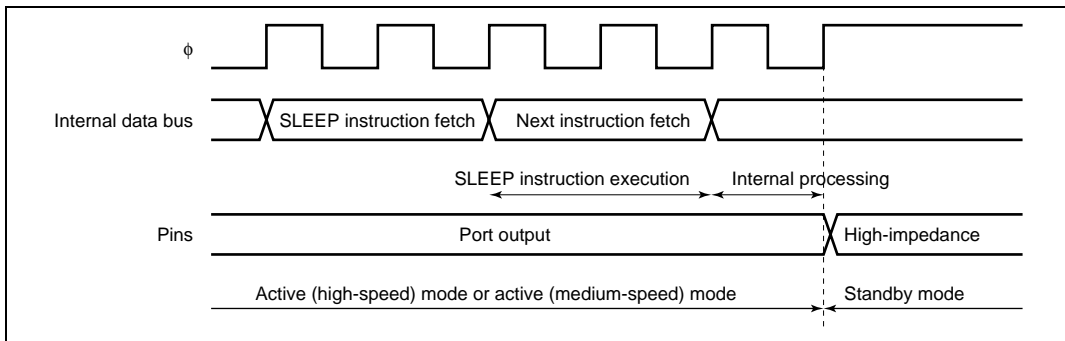 φ
Internal data bus
SLEEP instruction fetch
Next instruction fetch
SLEEP instruction execution
Internal processing
Pins
Port output
High-impedance
Active (high-speed) mode or active (medium-speed) mode
Standby mode